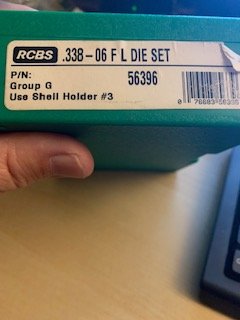 RCBS .338-06 F L DIE SET
P/N: 56396
Group G
Use Shell Holder #3